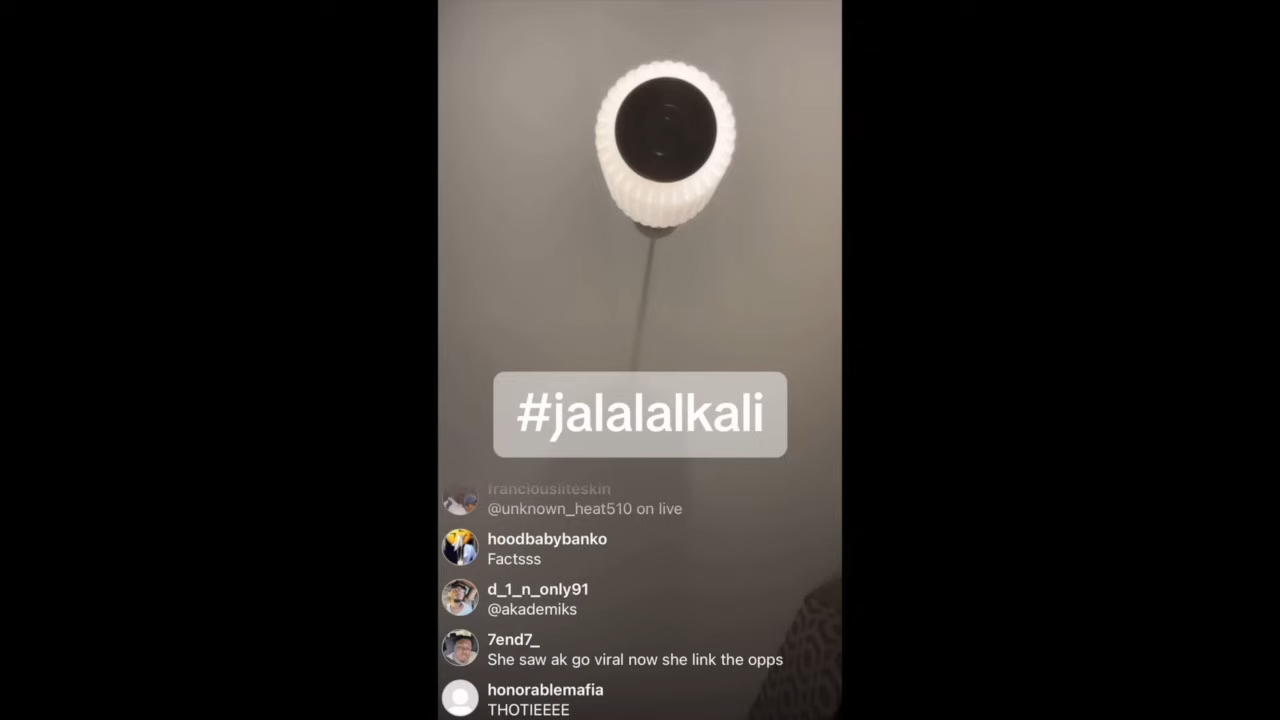 #jalalalkali
franciousliteskin
@unknown_heat510 on live
hoodbabybanko
Factsss
d_1_n_only91
@akademiks
7end7_
She saw ak go viral now she link the opps
honorablemafia
THOTIEEEE